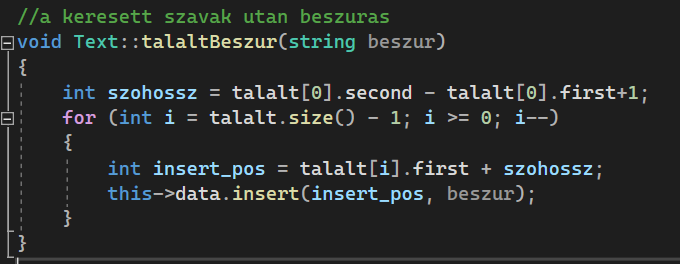 //a keresett szavak utan beszuras
void Text::talaltBeszur(string beszur)
{
    int szohossz = talalt[0].second - talalt[0].first+1;
    for (int i = talalt.size() - 1; i >= 0; i--)
    {
        int insert_pos = talalt[i].first + szohossz;
        this->data.insert(insert_pos, beszur);
    }
}